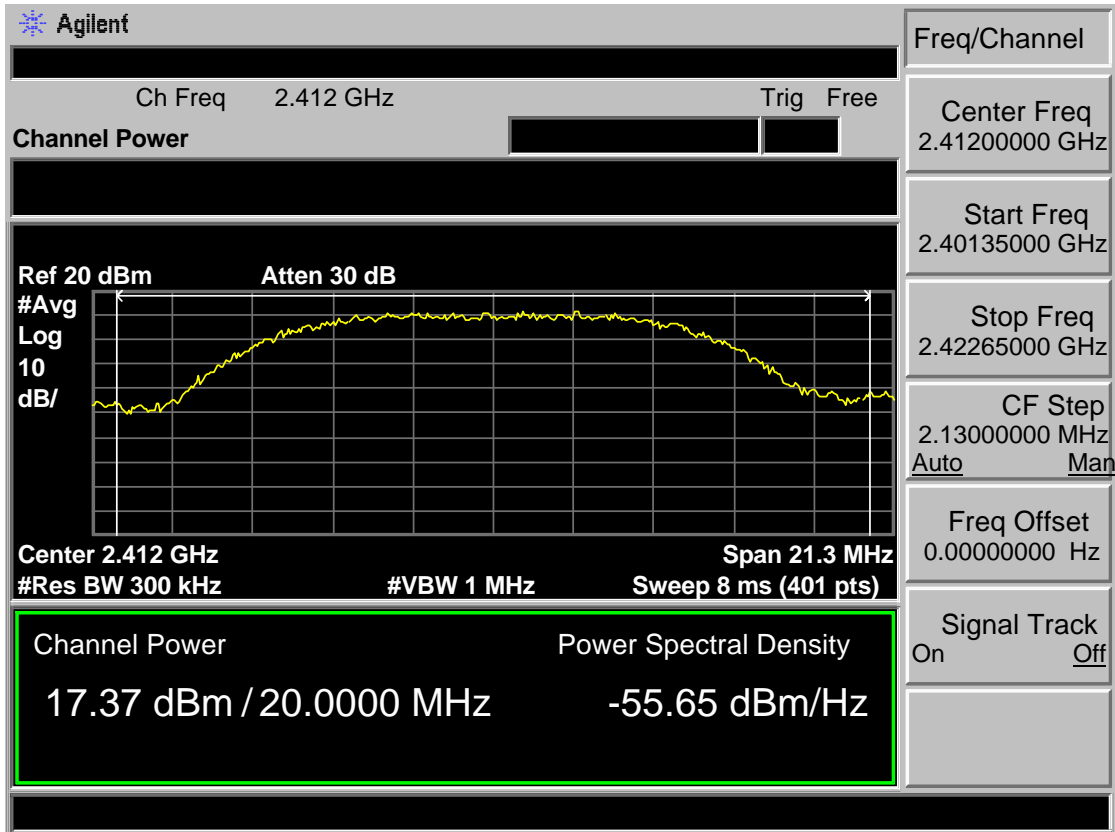 Agilent
Freq/Channel
Ch Freq 2.412 GHz Trig Free
Channel Power
Center Freq
2.41200000 GHz
Start Freq
2.40135000 GHz
Stop Freq
2.42265000 GHz
CF Step
2.13000000 MHz
Auto Man
Freq Offset
0.00000000 Hz
Signal Track
On Off
Ref 20 dBm Atten 30 dB
#Avg
Log
10
dB/
Center 2.412 GHz Span 21.3 MHz
#Res BW 300 kHz #VBW 1 MHz Sweep 8 ms (401 pts)
Channel Power Power Spectral Density
17.37 dBm / 20.0000 MHz -55.65 dBm/Hz